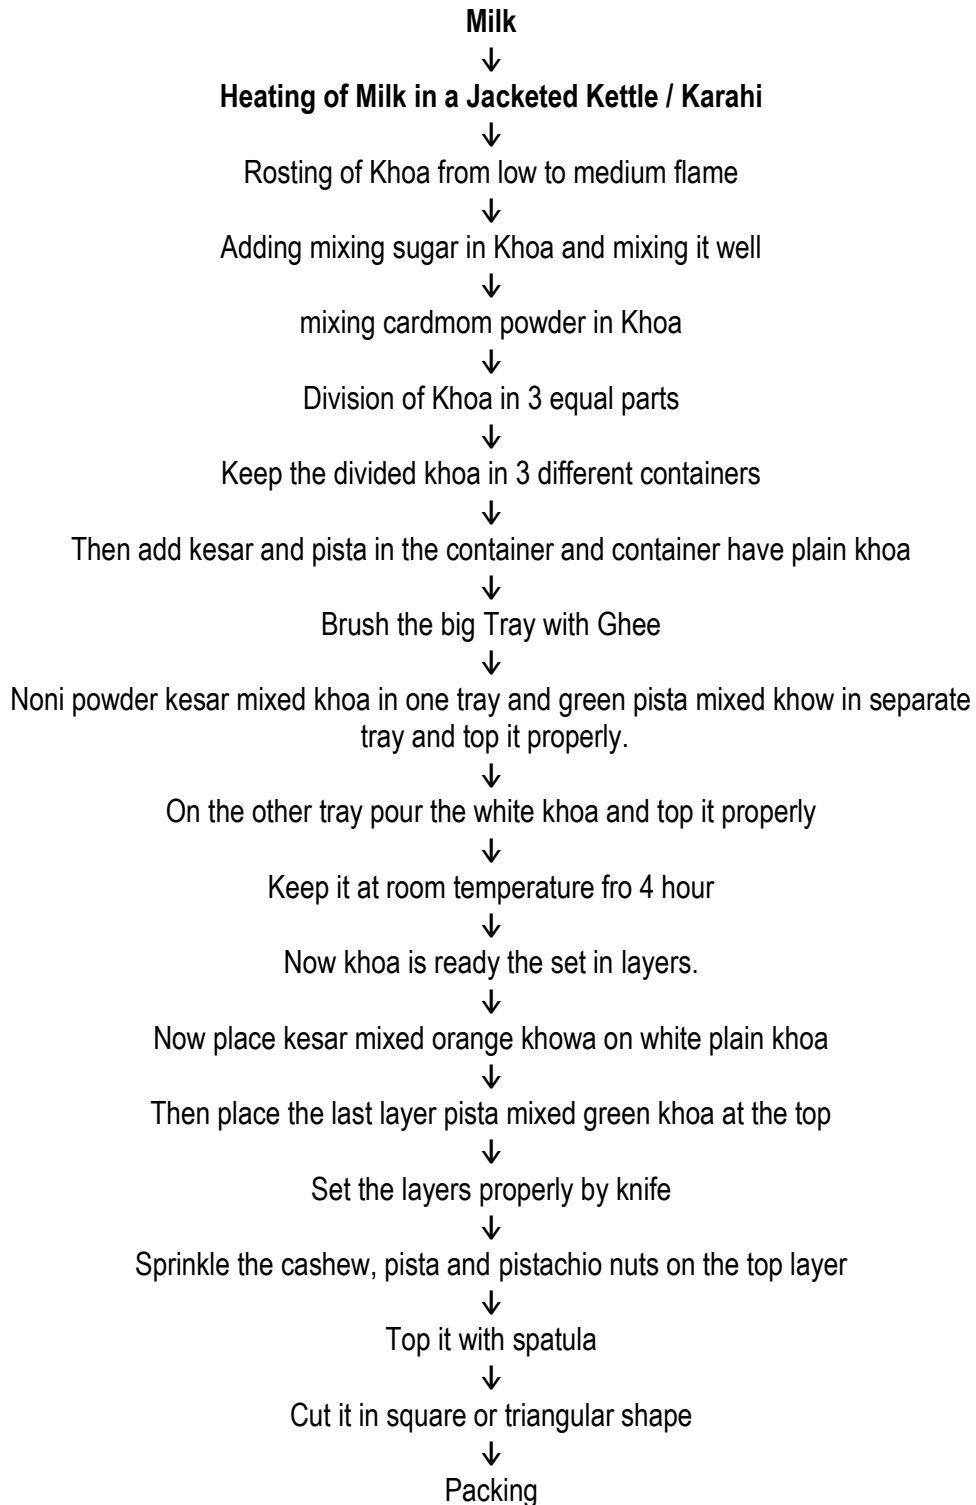 Milk
↓
Heating of Milk in a Jacketed Kettle / Karahi
↓
Rosting of Khoa from low to medium flame
↓
Adding mixing sugar in Khoa and mixing it well
↓
mixing cardmom powder in Khoa
↓
Division of Khoa in 3 equal parts
↓
Keep the divided khoa in 3 different containers
↓
Then add kesar and pista in the container and container have plain khoa
↓
Brush the big Tray with Ghee
↓
Noni powder kesar mixed khoa in one tray and green pista mixed khow in separate
tray and top it properly.
↓
On the other tray pour the white khoa and top it properly
↓
Keep it at room temperature fro 4 hour
↓
Now khoa is ready the set in layers.
↓
Now place kesar mixed orange khowa on white plain khoa
↓
Then place the last layer pista mixed green khoa at the top
↓
Set the layers properly by knife
↓
Sprinkle the cashew, pista and pistachio nuts on the top layer
↓
Top it with spatula
↓
Cut it in square or triangular shape
↓
Packing